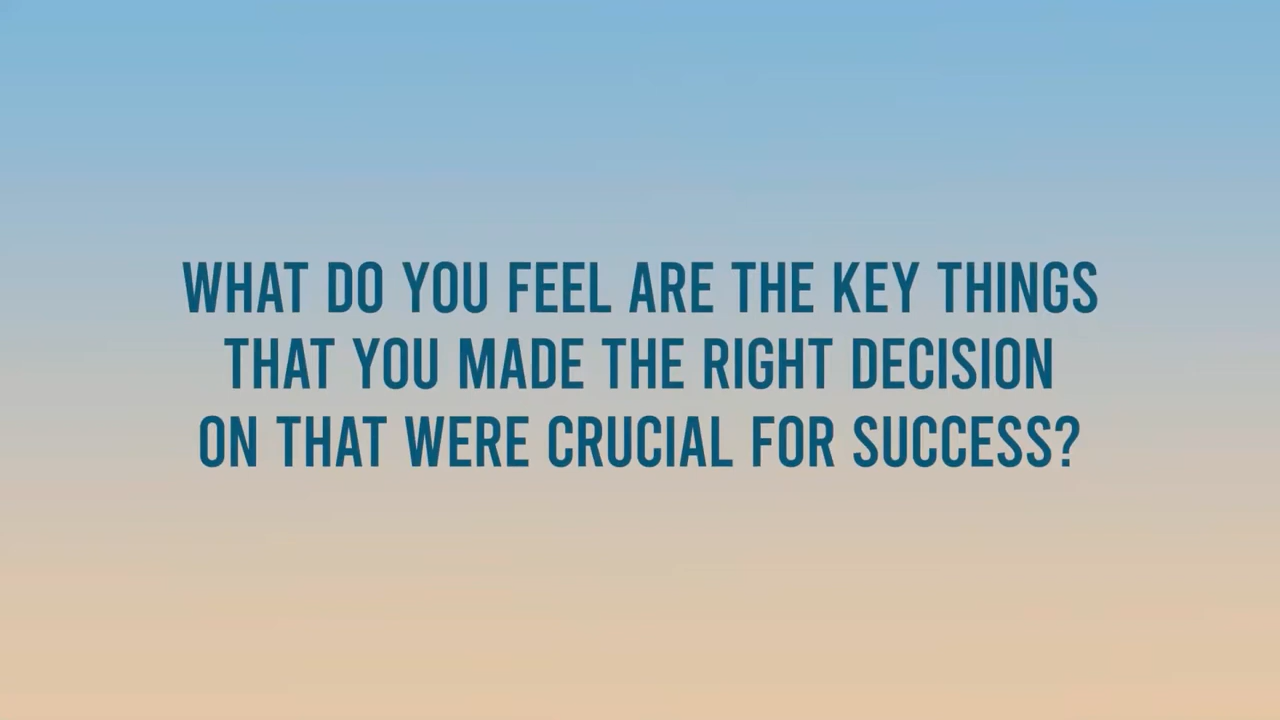 WHAT DO YOU FEEL ARE THE KEY THINGS
THAT YOU MADE THE RIGHT DECISION
ON THAT WERE CRUCIAL FOR SUCCESS?